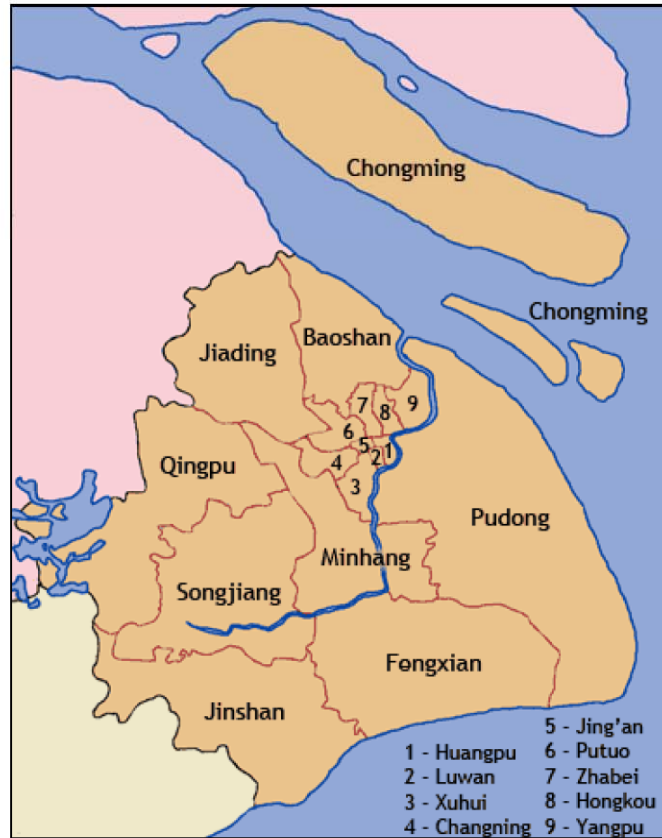 Chongming
Chongming
Baoshan
Jiading
7
8
9
6
5
1
2
4
3
Qingpu
Pudong
Minhang
Songjiang
Fengxian
Jinshan
1 - Huangpu
2 - Luwan
3 - Xuhui
4 - Changning
5 - Jing'an
6 - Putuo
7 - Zhabei
8 - Hongkou
9 - Yangpu